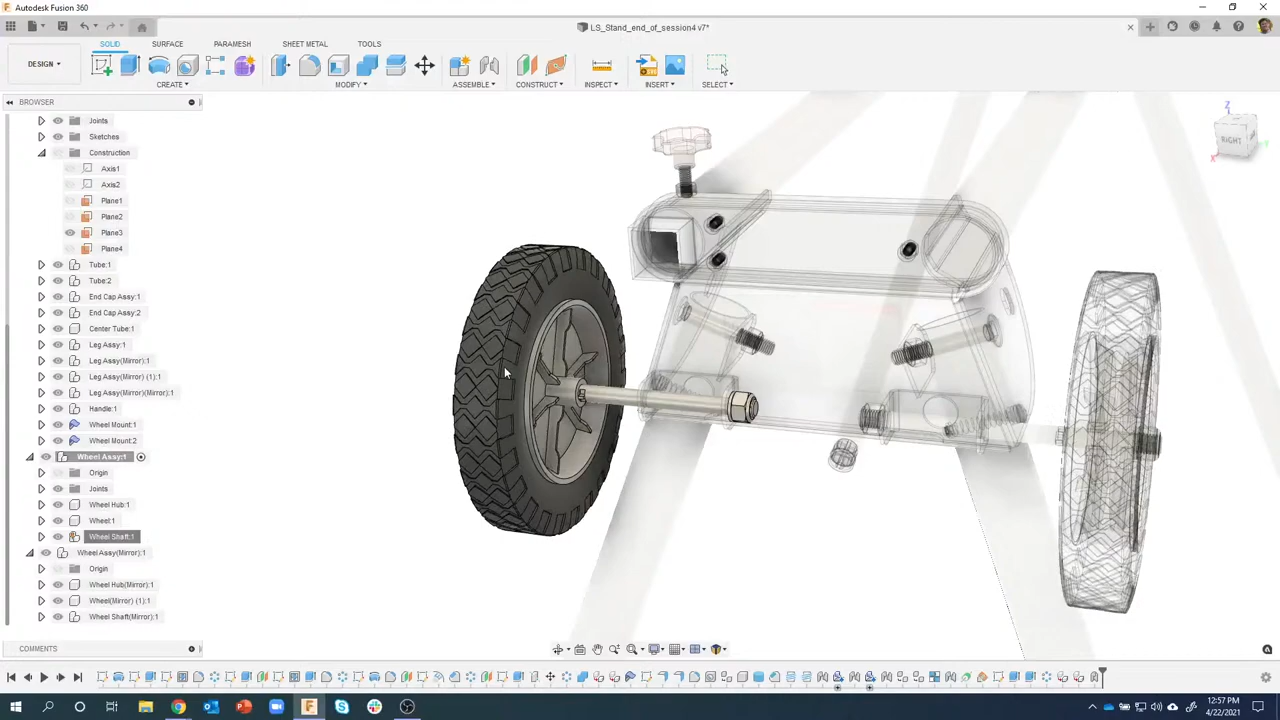 Autodesk Fusion 360
LS_Stand_end_of_session4 v7*
SOLID SURFACE PARAMESH SHEET METAL TOOLS
DESIGN
CREATE MODIFY ASSEMBLE CONSTRUCT INSPECT INSERT SELECT
BROWSER
Joints
Sketches
Construction
Axis1
Axis2
Plane1
Plane2
Plane3
Plane4
Tube:1
Tube:2
End Cap Assy:1
End Cap Assy:2
Center Tube:1
Leg Assy:1
Leg Assy(Mirror):1
Leg Assy(Mirror) (1):1
Leg Assy(Mirror)(Mirror):1
Handle:1
Wheel Mount:1
Wheel Mount:2
Wheel Assy:1
Origin
Joints
Wheel Hub:1
Wheel:1
Wheel Shaft:1
Wheel Assy(Mirror):1
Origin
Wheel Hub(Mirror):1
Wheel(Mirror) (1):1
Wheel Shaft(Mirror):1
COMMENTS
Z
RIGHT
X
12:57 PM
4/22/2021